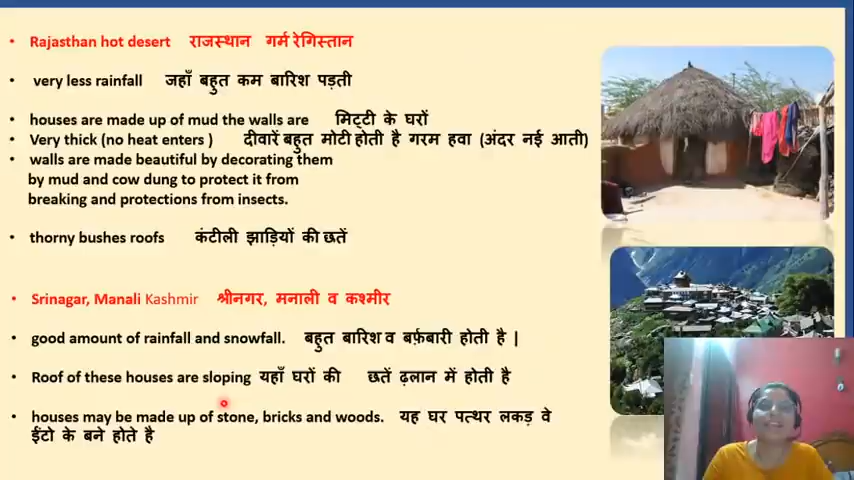 • Rajasthan hot desert राजस्थान गर्म रेगिस्तान
• very less rainfall जहाँ बहुत कम बारिश पड़ती
• houses are made up of mud the walls are मिट्टी के घरों
• Very thick (no heat enters ) दीवारें बहुत मोटी होती है गरम हवा (अंदर नई आती)
• walls are made beautiful by decorating them
by mud and cow dung to protect it from
breaking and protections from insects.
• thorny bushes roofs कंटीली झाड़ियों की छतें
• Srinagar, Manali Kashmir श्रीनगर, मनाली व कश्मीर
• good amount of rainfall and snowfall. बहुत बारिश व बर्फ़बारी होती है |
• Roof of these houses are sloping यहाँ घरों की छतें ढ़लान में होती है
• houses may be made up of stone, bricks and woods. यह घर पत्थर लकड़ वे
ईंटो के बने होते है